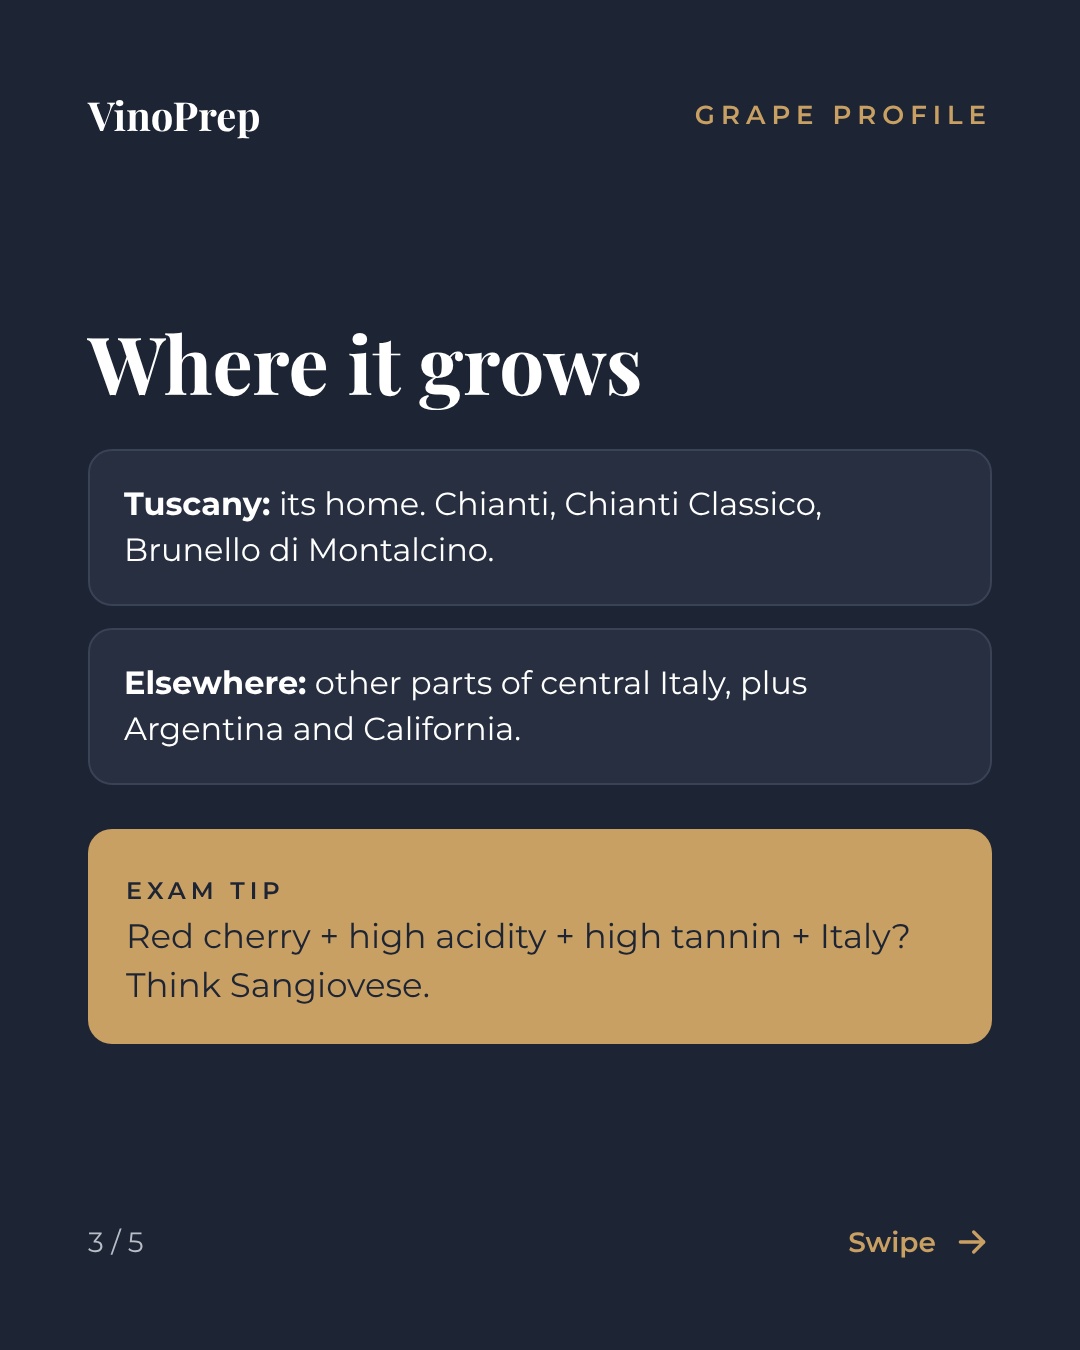 VinoPrep
GRAPE PROFILE
Where it grows
Tuscany: its home. Chianti, Chianti Classico,
Brunello di Montalcino.
Elsewhere: other parts of central Italy, plus
Argentina and California.
EXAM TIP
Red cherry + high acidity + high tannin + Italy?
Think Sangiovese.
3 / 5
Swipe →